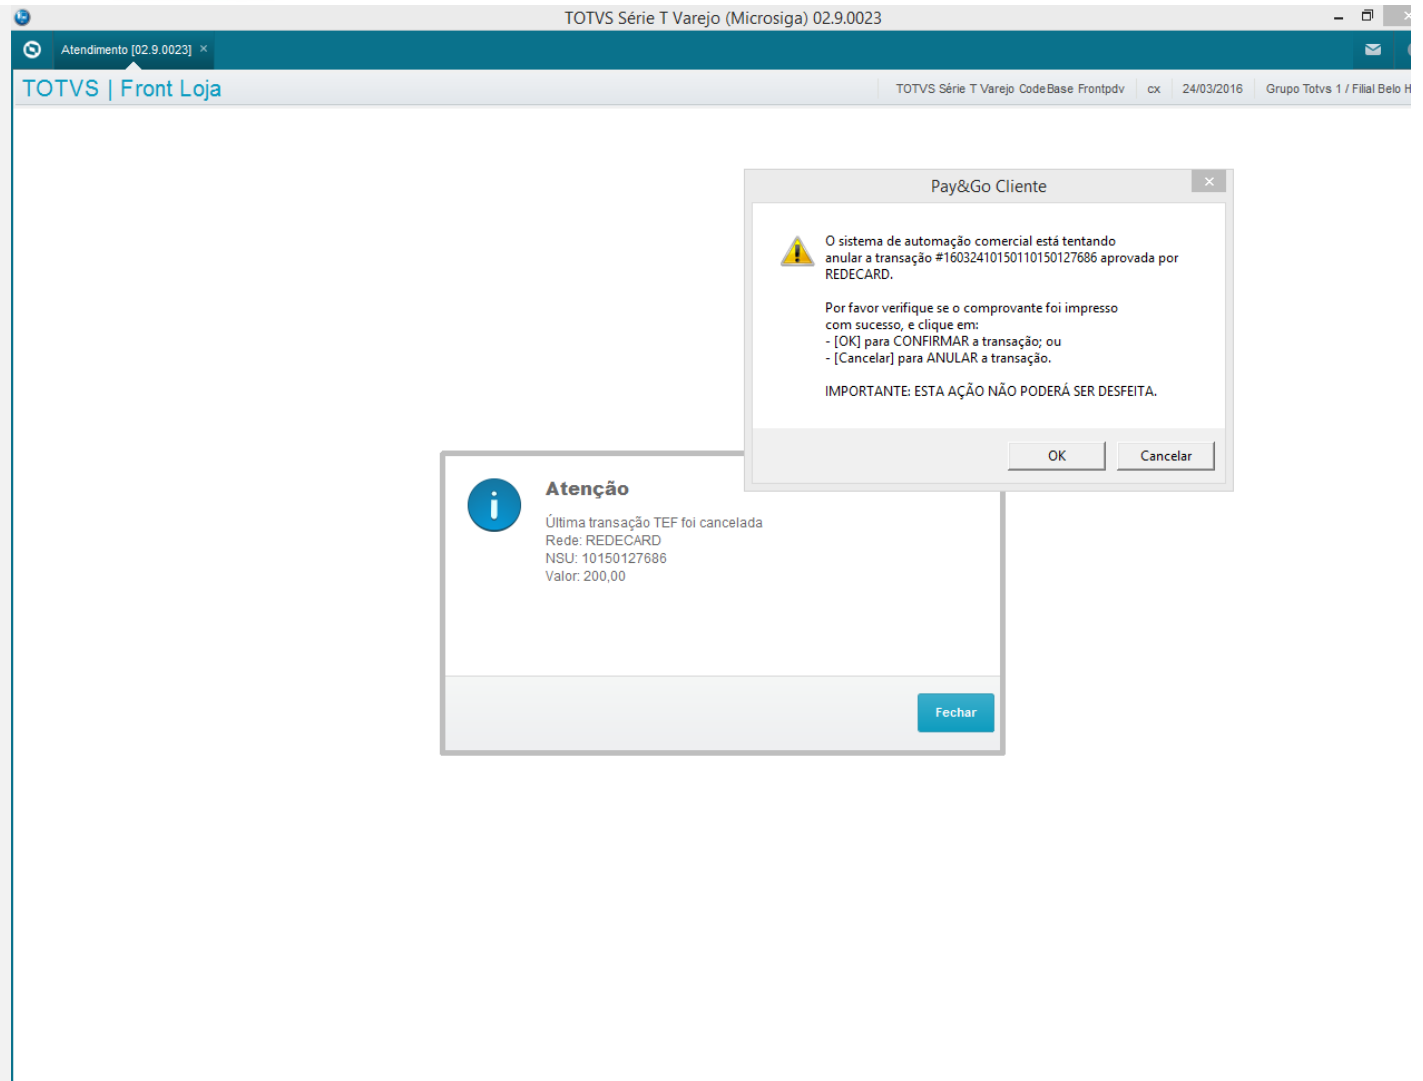 TOTVS Série T Varejo (Microsiga) 02.9.0023
Atendimento [02.9.0023] ×
TOTVS | Front Loja
TOTVS Série T Varejo CodeBase Frontpdv cx 24/03/2016 Grupo Totvs 1 / Filial Belo H
Pay&Go Cliente
O sistema de automação comercial está tentando
anular a transação #16032410150110150127686 aprovada por
REDECARD.
Por favor verifique se o comprovante foi impresso
com sucesso, e clique em:
- [OK] para CONFIRMAR a transação; ou
- [Cancelar] para ANULAR a transação.
IMPORTANTE: ESTA AÇÃO NÃO PODERÁ SER DESFEITA.
OK Cancelar
Atenção
Última transação TEF foi cancelada
Rede: REDECARD
NSU: 10150127686
Valor: 200,00
Fechar